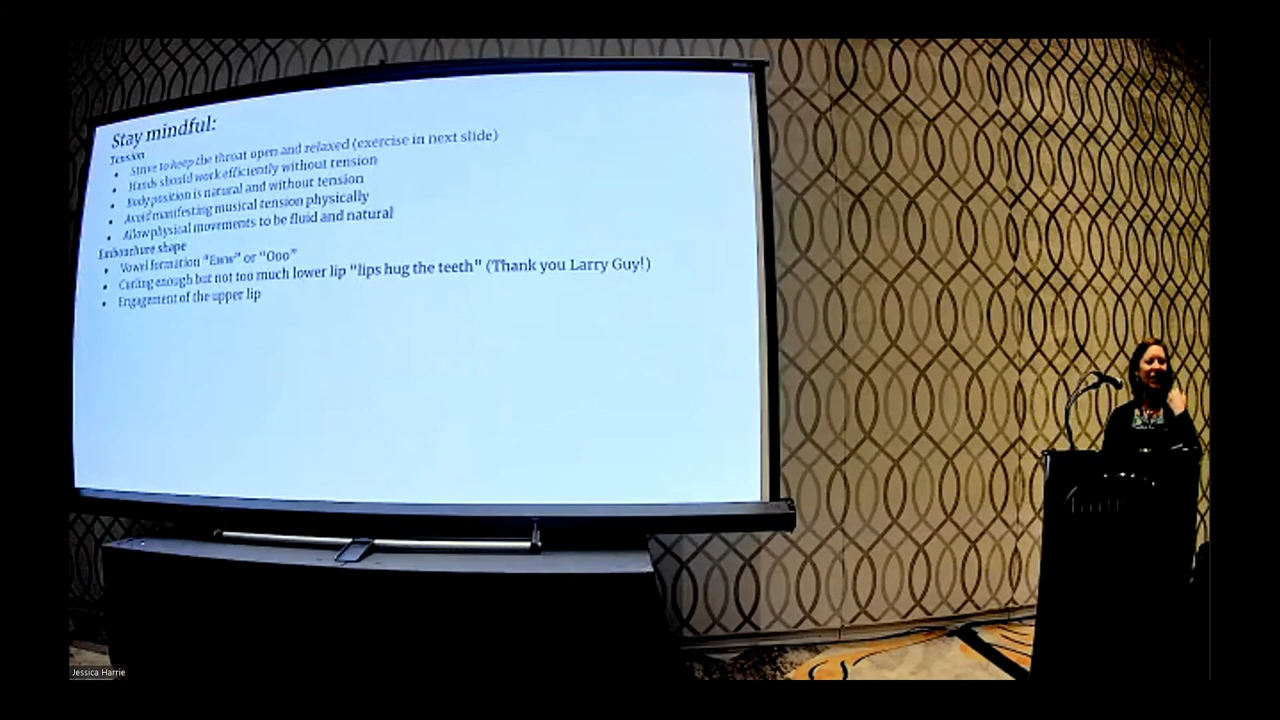 Stay mindful:
Tension
• Strive to keep the throat open and relaxed (exercise in next slide)
• Hands should work efficiently without tension
• Body position is natural and without tension
• Avoid manifesting musical tension physically
• Allow physical movements to be fluid and natural
Embouchure shape
• Vowel formation “Eww” or “Ooo”
• Curling enough but not too much lower lip “lips hug the teeth” (Thank you Larry Guy!)
• Engagement of the upper lip
Jessica Harrie